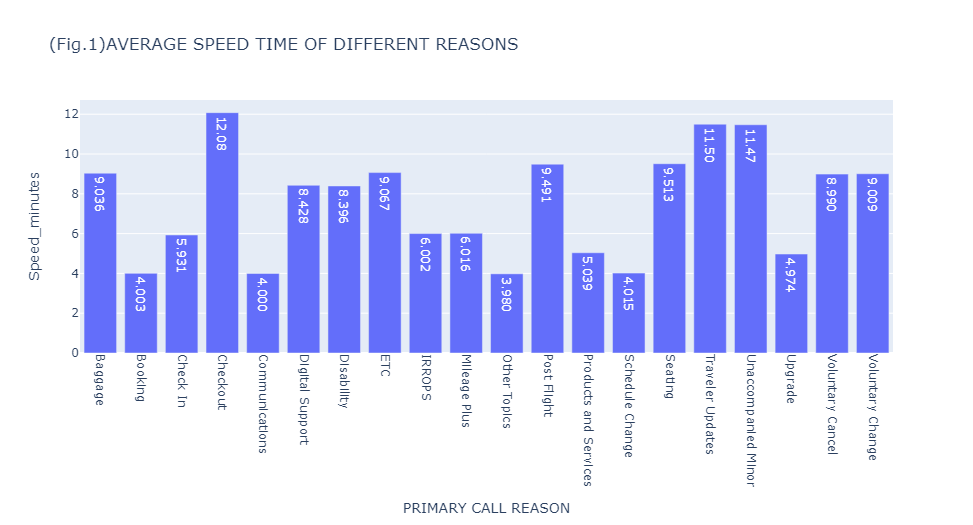 (Fig.1)AVERAGE SPEED TIME OF DIFFERENT REASONS
Speed_minutes
12
10
8
6
4
2
0
9.036
4.003
5.931
12.08
4.000
8.428
8.396
9.067
6.002
6.016
3.980
9.491
5.039
4.015
9.513
11.50
11.47
4.974
8.990
9.009
Baggage
Booking
Check In
Checkout
Communications
Digital Support
Disability
ETC
IRROPS
Mileage Plus
Other Topics
Post Flight
Products and Services
Schedule Change
Seating
Traveler Updates
Unaccompanied Minor
Upgrade
Voluntary Cancel
Voluntary Change
PRIMARY CALL REASON